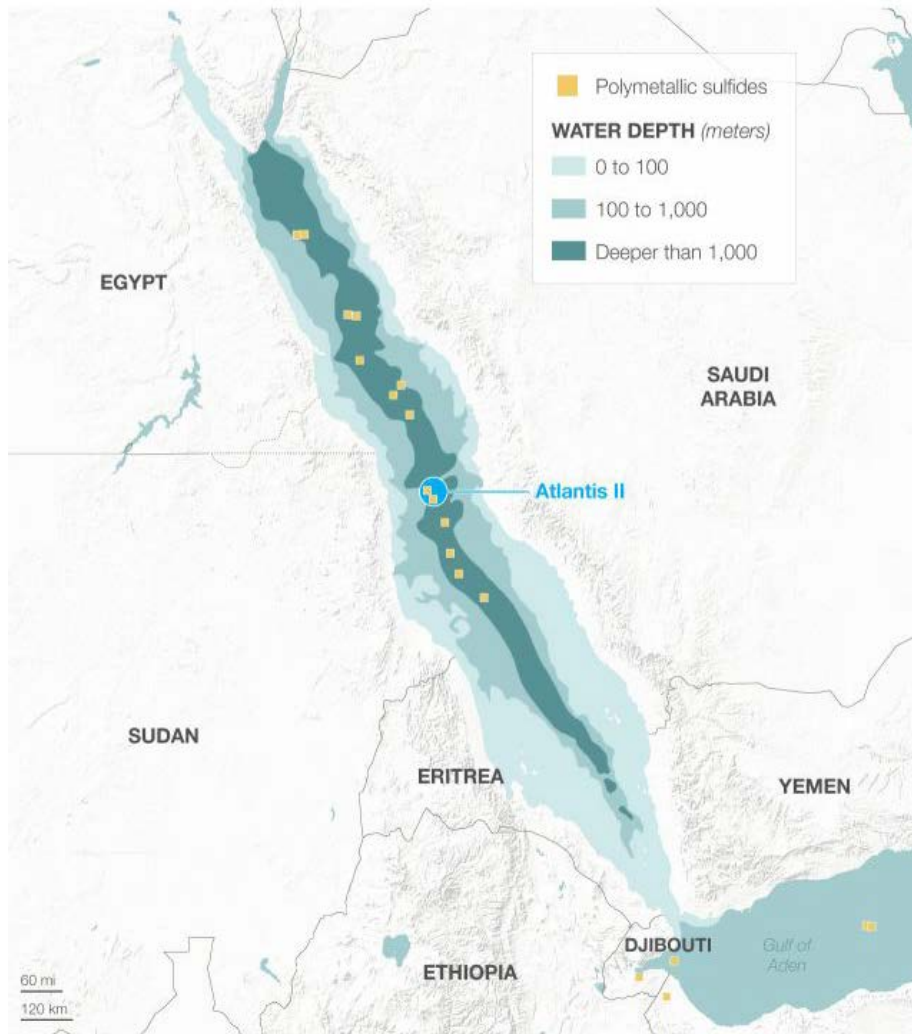 Polymetallic sulfides
WATER DEPTH (meters)
0 to 100
100 to 1,000
Deeper than 1,000
EGYPT
SAUDI
ARABIA
Atlantis II
SUDAN
ERITREA
YEMEN
DJIBOUTI
Gulf of
Aden
ETHIOPIA
60 mi
120 km